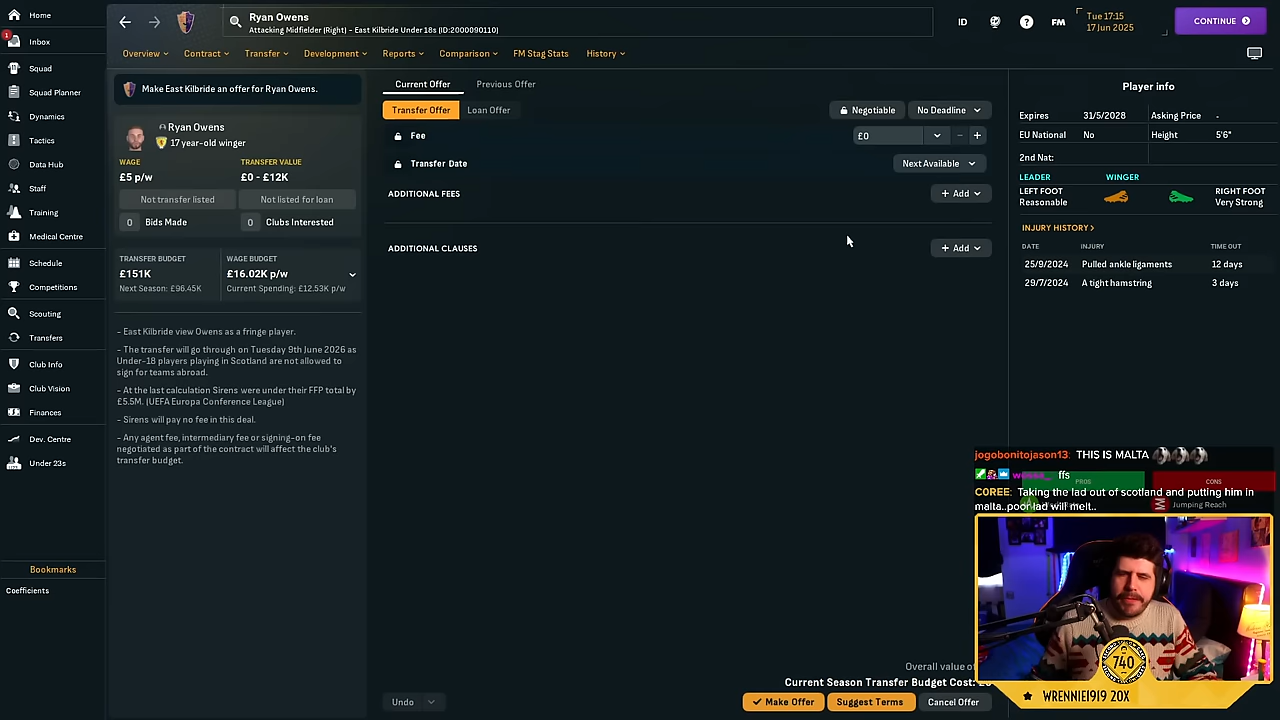 Home
1
Inbox
Squad
Squad Planner
Dynamics
Tactics
Data Hub
Staff
Training
Medical Centre
Schedule
Competitions
Scouting
Transfers
Club Info
Club Vision
Finances
Dev. Centre
Under 23s
Bookmarks
Coefficients
Ryan Owens
Attacking Midfielder (Right) - East Kilbride Under 18s (ID:2000090110)
ID
?
FM
Tue 17:15
17 Jun 2025
CONTINUE
Overview
Contract
Transfer
Development
Reports
Comparison
FM Stag Stats
History
Make East Kilbride an offer for Ryan Owens.
Ryan Owens
17 year-old winger
WAGE
TRANSFER VALUE
£5 p/w
£0 - £12K
Not transfer listed
Not listed for loan
0 Bids Made
0 Clubs Interested
TRANSFER BUDGET
WAGE BUDGET
£151K
£16.02K p/w
Next Season: £96.45K
Current Spending: £12.53K p/w
- East Kilbride view Owens as a fringe player.
- The transfer will go through on Tuesday 9th June 2026 as
Under-18 players playing in Scotland are not allowed to
sign for teams abroad.
- At the last calculation Sirens were under their FFP total by
£5.5M. (UEFA Europa Conference League)
- Sirens will pay no fee in this deal.
- Any agent fee, intermediary fee or signing-on fee
negotiated as part of the contract will affect the club's
transfer budget.
Current Offer
Previous Offer
Transfer Offer
Loan Offer
Negotiable
No Deadline
Fee
£0
Transfer Date
Next Available
ADDITIONAL FEES
+ Add
ADDITIONAL CLAUSES
+ Add
Overall value of
Current Season Transfer Budget Cost:
Undo
Make Offer
Suggest Terms
Cancel Offer
Player info
Expires 31/5/2028 Asking Price -
EU National No Height 5'6"
2nd Nat:
LEADER WINGER
LEFT FOOT
Reasonable
RIGHT FOOT
Very Strong
INJURY HISTORY >
DATE INJURY TIME OUT
25/9/2024 Pulled ankle ligaments 12 days
29/7/2024 A tight hamstring 3 days
jogobonitojason13: THIS IS MALTA
ffs
PROS
CONS
COREE: Taking the lad out of scotland and putting him in
malta..poor lad will melt..
Jumping Reach
740
WRENNIE1919 20X